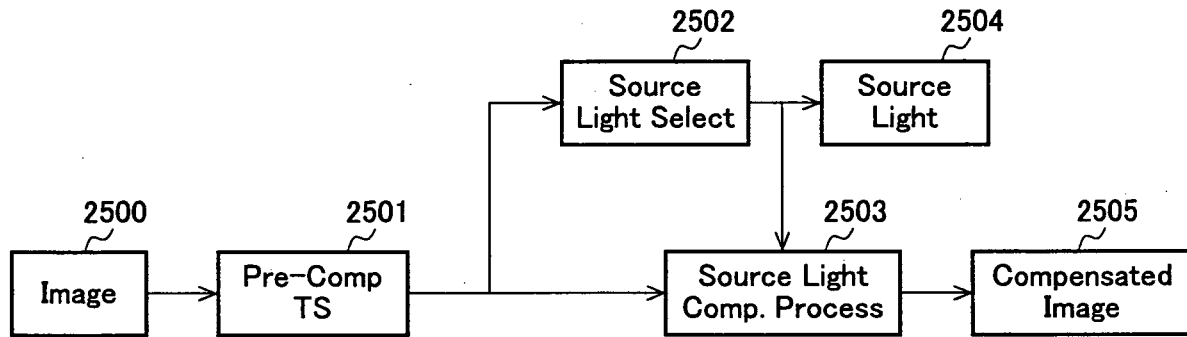 2502
2504
Source
Light Select
Source
Light
2500
2501
2503
2505
Image
Pre-Comp
TS
Source Light
Comp. Process
Compensated
Image